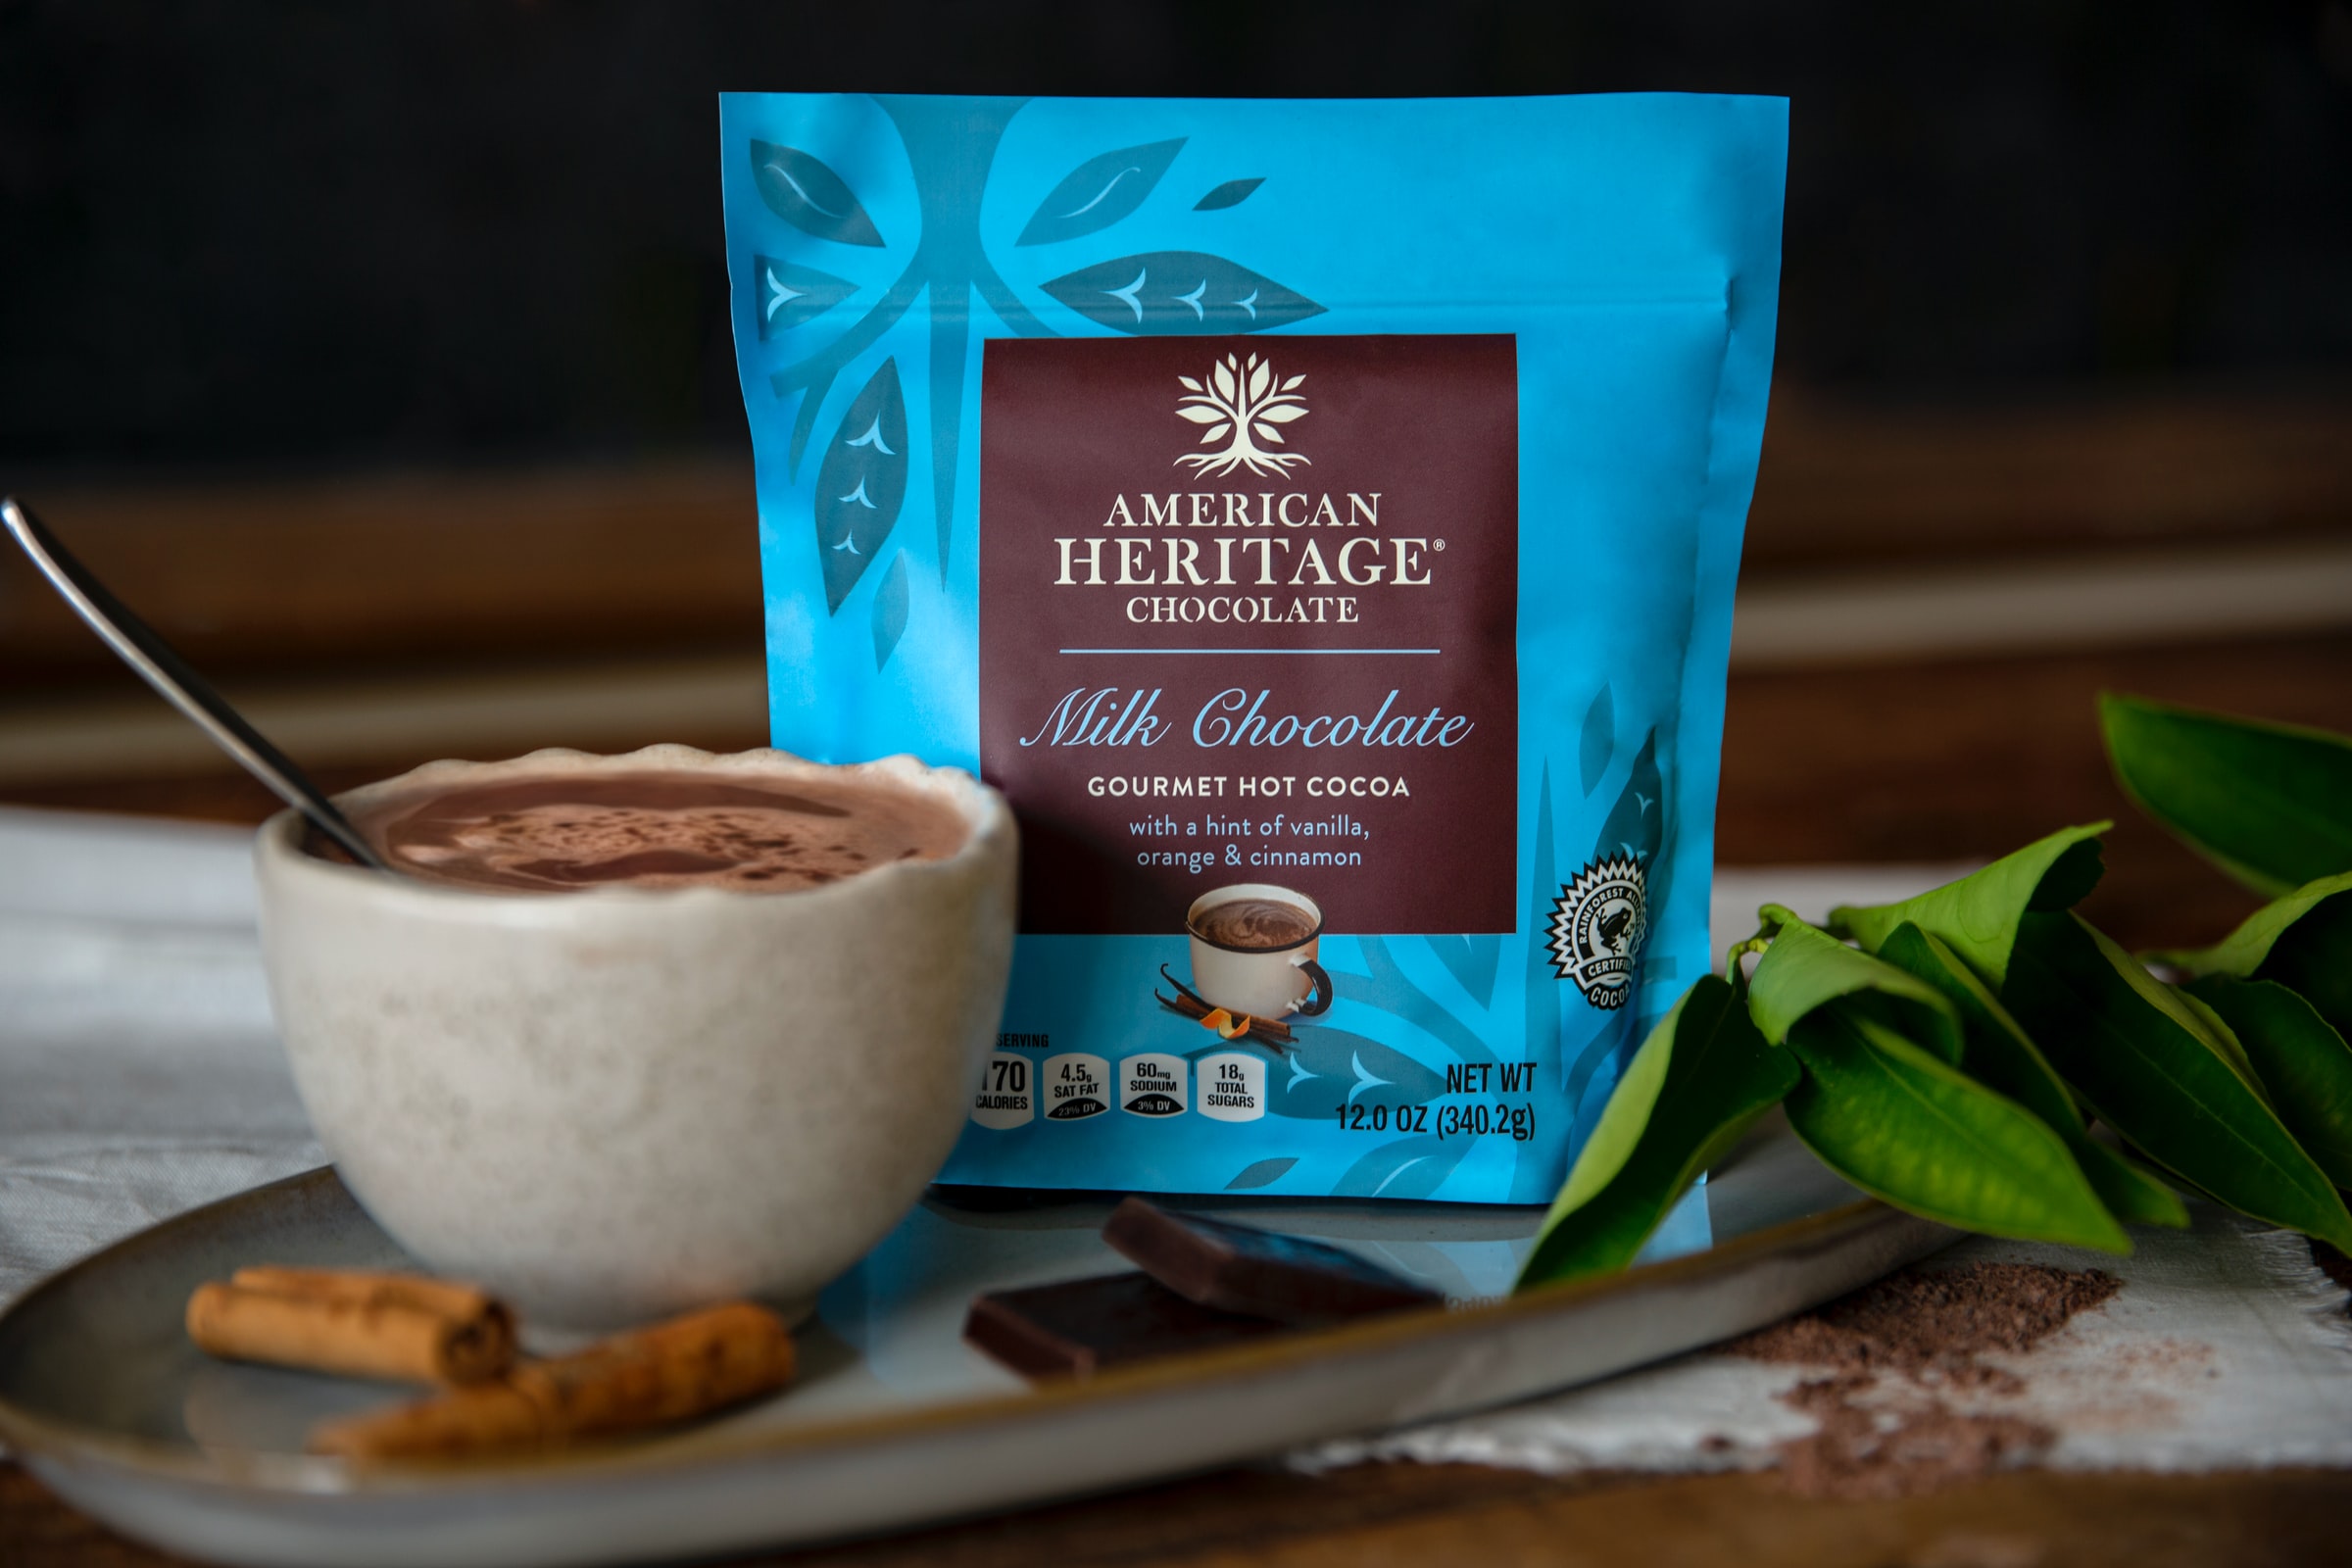 AMERICAN
HERITAGE®
CHOCOLATE
Milk Chocolate
GOURMET HOT COCOA
with a hint of vanilla,
orange & cinnamon
RAINFOREST
CERTIFIED
COCOA
SERVING
170
CALORIES
4.5g
SAT FAT
23% DV
60mg
SODIUM
3% DV
18g
TOTAL
SUGARS
NET WT
12.0 OZ (340.2g)